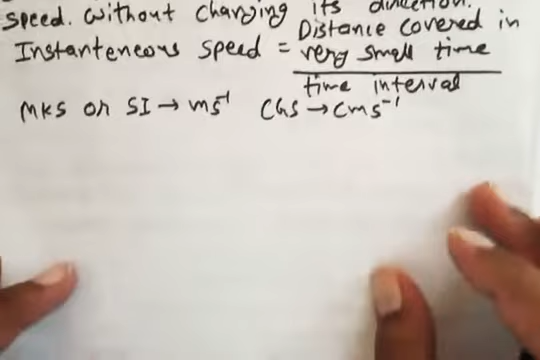 speed. without changing its direction.
Instanteneous speed = Distance covered in
very small time
time interval
MKS or SI → ms⁻¹ CGS → cms⁻¹